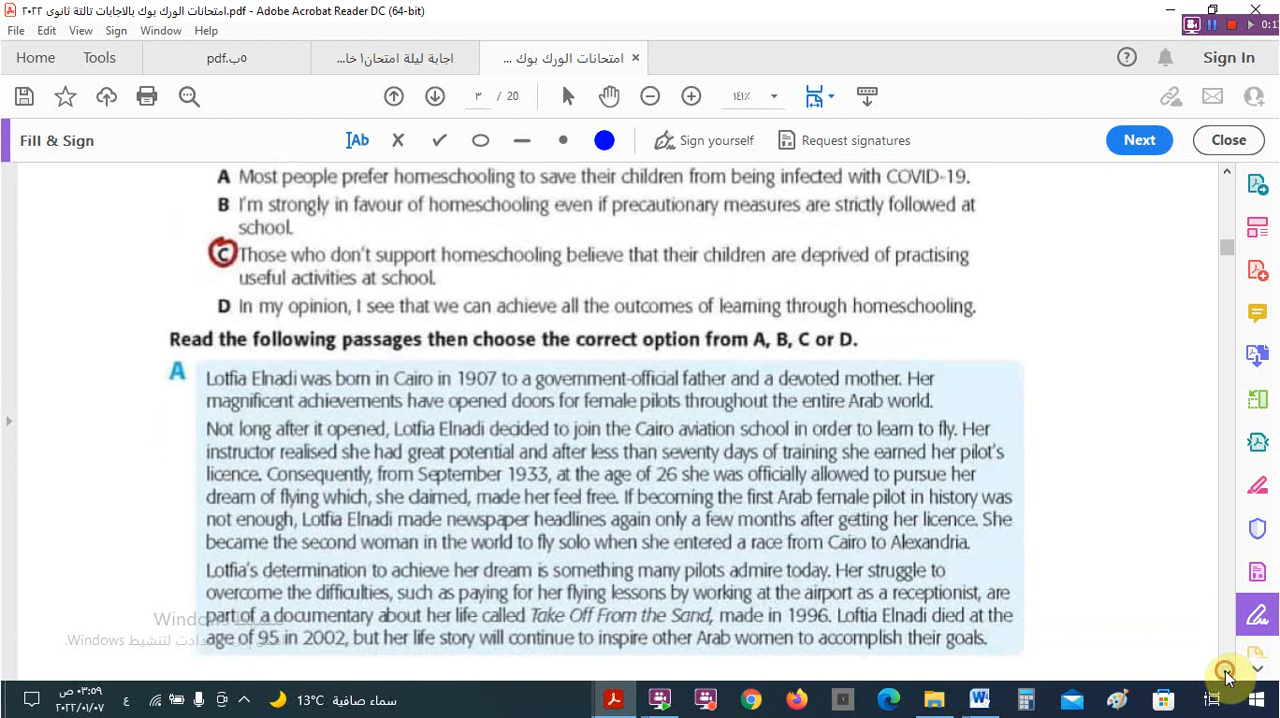 امتحانات الورك بوك بالاجابات تالتة ثانوى ٢٠٢٢.pdf - Adobe Acrobat Reader DC (64-bit)
File Edit View Sign Window Help
Home Tools ٥ب.pdf اجابة ليلة امتحان١ خا... امتحانات الورك بوك ... × Sign In
٣ / 20 ١٤١٪
Fill & Sign Ab Sign yourself Request signatures Next Close
A Most people prefer homeschooling to save their children from being infected with COVID-19.
B I'm strongly in favour of homeschooling even if precautionary measures are strictly followed at
school.
C Those who don't support homeschooling believe that their children are deprived of practising
useful activities at school.
D In my opinion, I see that we can achieve all the outcomes of learning through homeschooling.
Read the following passages then choose the correct option from A, B, C or D.
A
Lotfia Elnadi was born in Cairo in 1907 to a government-official father and a devoted mother. Her
magnificent achievements have opened doors for female pilots throughout the entire Arab world.
Not long after it opened, Lotfia Elnadi decided to join the Cairo aviation school in order to learn to fly. Her
instructor realised she had great potential and after less than seventy days of training she earned her pilot's
licence. Consequently, from September 1933, at the age of 26 she was officially allowed to pursue her
dream of flying which, she claimed, made her feel free. If becoming the first Arab female pilot in history was
not enough, Lotfia Elnadi made newspaper headlines again only a few months after getting her licence. She
became the second woman in the world to fly solo when she entered a race from Cairo to Alexandria.
Lotfia's determination to achieve her dream is something many pilots admire today. Her struggle to
overcome the difficulties, such as paying for her flying lessons by working at the airport as a receptionist, are
part of a documentary about her life called Take Off From the Sand, made in 1996. Loftia Elnadi died at the
age of 95 in 2002, but her life story will continue to inspire other Arab women to accomplish their goals.
Windows
لتنشيط Windows.
٠٣:٥٩ ص
٢٠٢٢/٠١/٠٧
ع
13°C سماء صافية